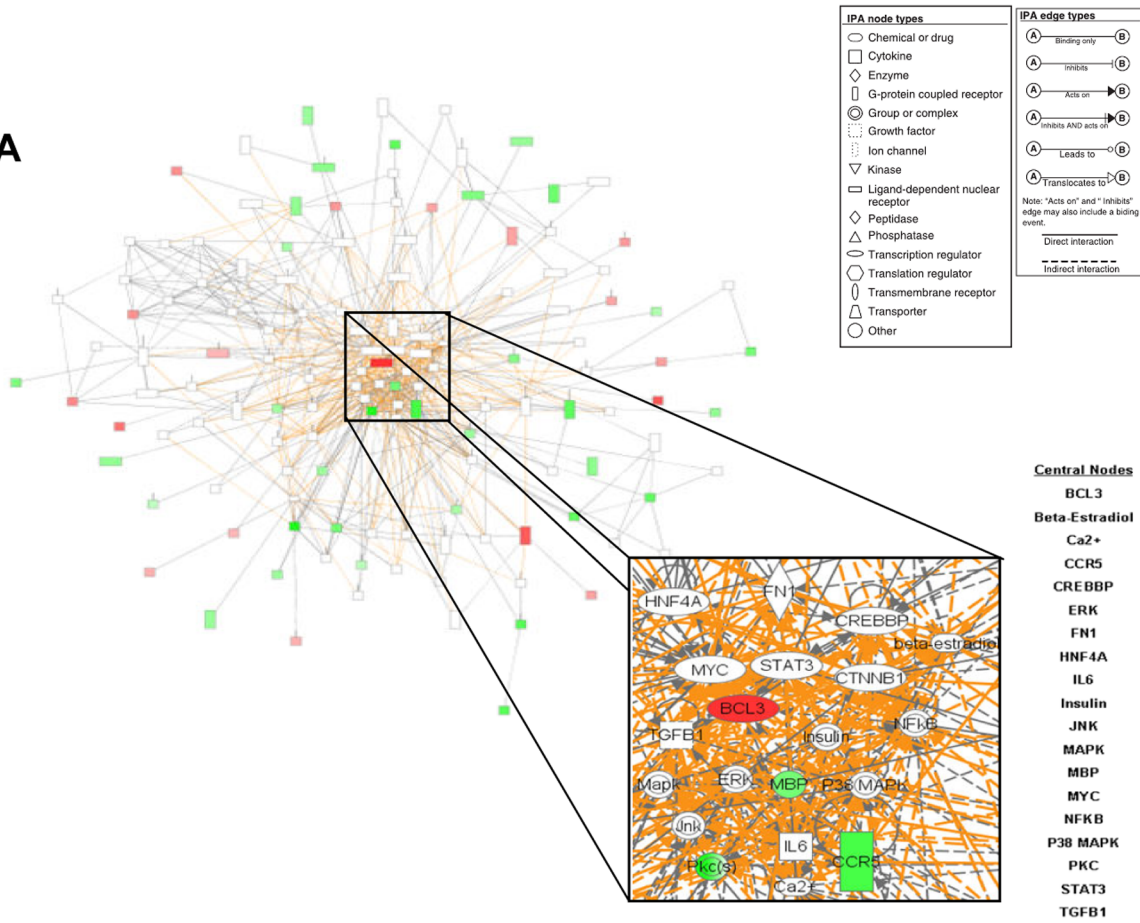 A
IPA node types
Chemical or drug
Cytokine
Enzyme
G-protein coupled receptor
Group or complex
Growth factor
Ion channel
Kinase
Ligand-dependent nuclear
receptor
Peptidase
Phosphatase
Transcription regulator
Translation regulator
Transmembrane receptor
Transporter
Other
IPA edge types
A Binding only B
A Inhibits B
A Acts on B
A Inhibits AND acts on B
A Leads to B
A Translocates to B
Note: "Acts on" and " Inhibits"
edge may also include a biding
event.
Direct interaction
Indirect interaction
HNF4A
FN1
CREBBP
beta-estradiol
MYC
STAT3
CTNNB1
BCL3
TGFB1
Insulin
NFkB
Mapk
ERK
MBP
P38 MAPK
Jnk
IL6
Pkc(s)
CCR5
Ca2+
Central Nodes
BCL3
Beta-Estradiol
Ca2+
CCR5
CREBBP
ERK
FN1
HNF4A
IL6
Insulin
JNK
MAPK
MBP
MYC
NFKB
P38 MAPK
PKC
STAT3
TGFB1